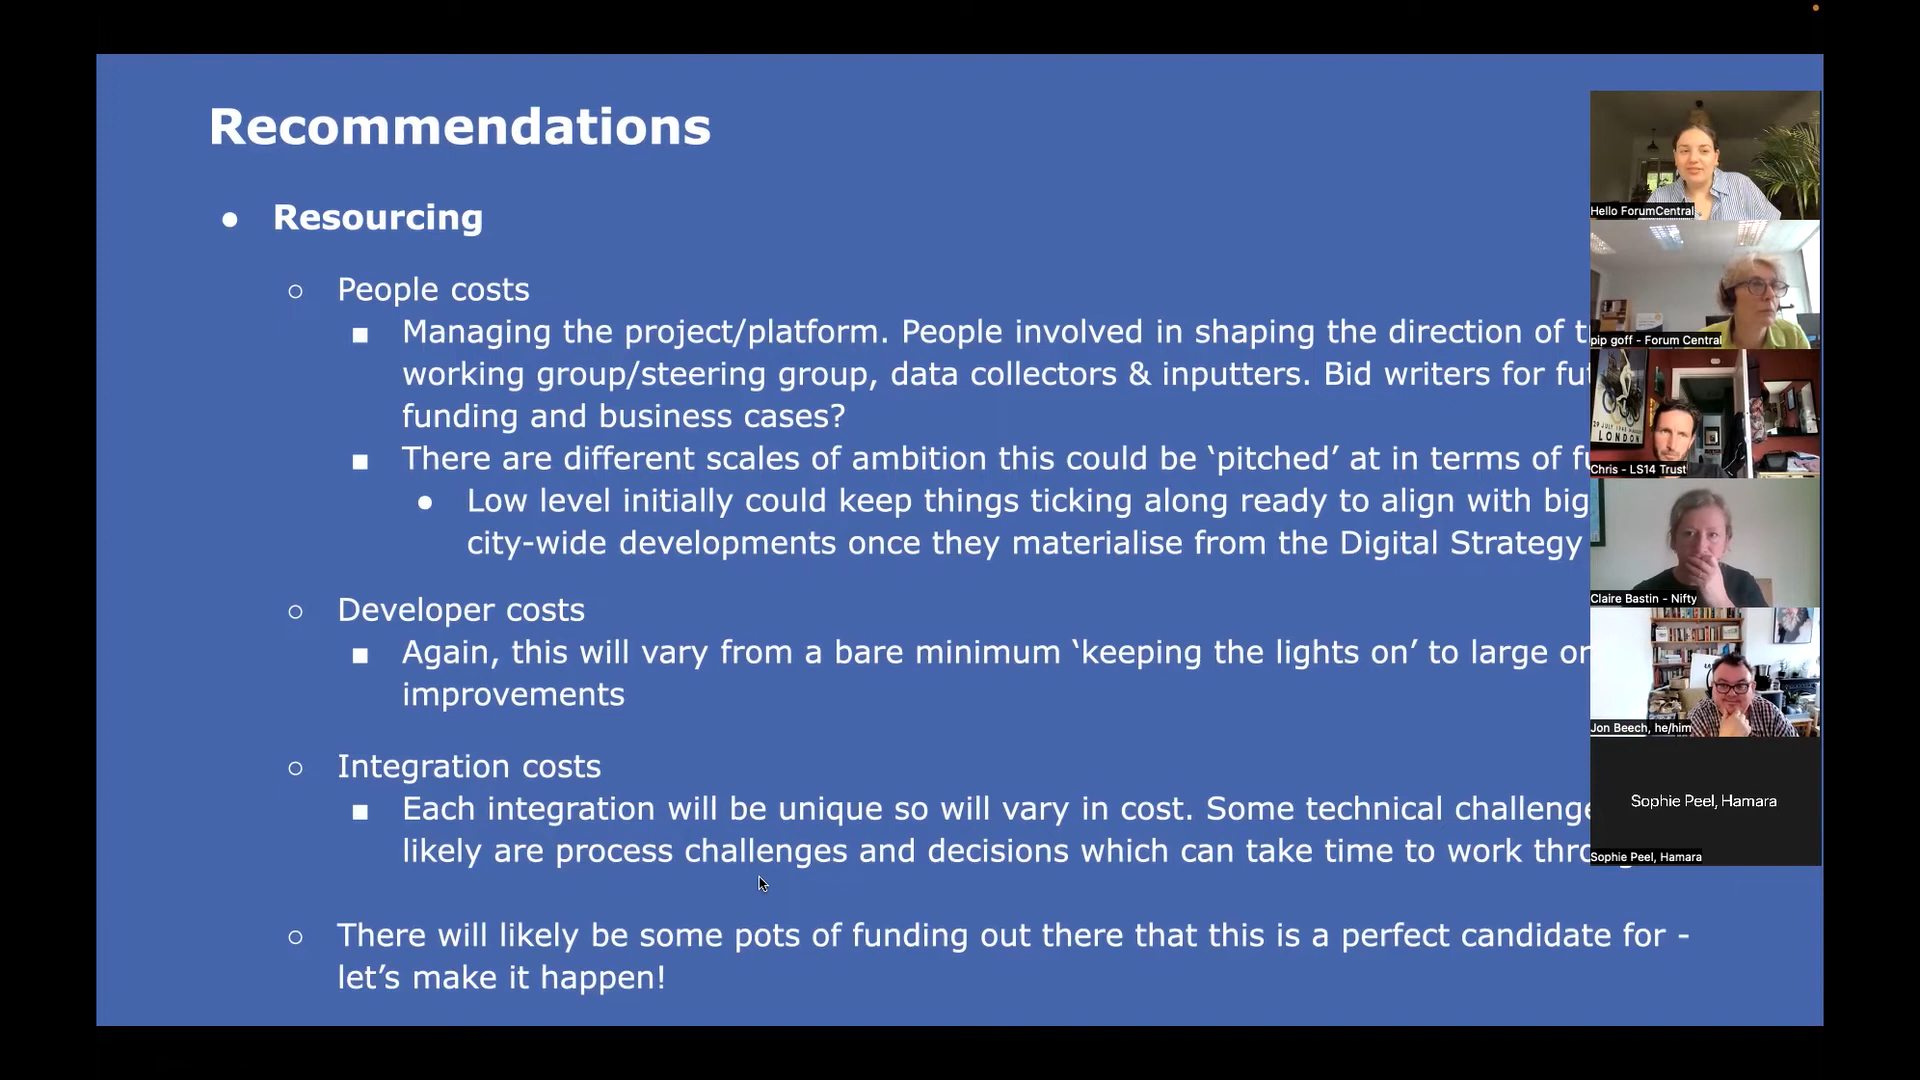 Recommendations
● Resourcing
○ People costs
■ Managing the project/platform. People involved in shaping the direction of
working group/steering group, data collectors & inputters. Bid writers for
funding and business cases?
■ There are different scales of ambition this could be ‘pitched’ at in terms of
● Low level initially could keep things ticking along ready to align with big
city-wide developments once they materialise from the Digital Strategy
○ Developer costs
■ Again, this will vary from a bare minimum ‘keeping the lights on’ to large
improvements
○ Integration costs
■ Each integration will be unique so will vary in cost. Some technical
likely are process challenges and decisions which can take time to work
○ There will likely be some pots of funding out there that this is a perfect candidate for -
let’s make it happen!
Hello ForumCentral
pip goff - Forum Central
29 JULY 1948
LONDON
Chris - LS14 Trust
Claire Bastin - Nifty
Jon Beech, he/him
Sophie Peel, Hamara
Sophie Peel, Hamara